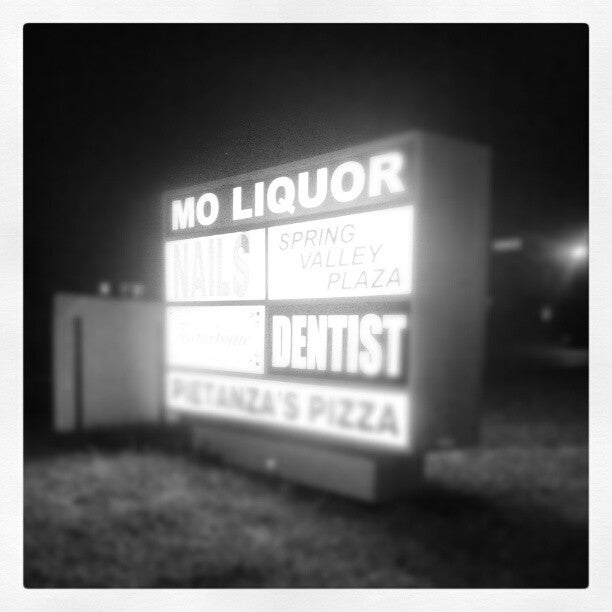 MO LIQUOR
NAILS
SPRING
VALLEY
PLAZA
DENTIST
PIETANZA'S PIZZA